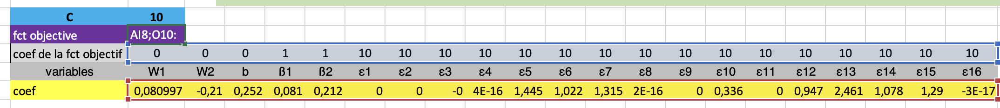 C 10
fct objective AI8;O10:
coef de la fct objectif 0 0 0 1 1 10 10 10 10 10 10 10 10 10 10 10 10 10 10 10 10
variables W1 W2 b ß1 ß2 ε1 ε2 ε3 ε4 ε5 ε6 ε7 ε8 ε9 ε10 ε11 ε12 ε13 ε14 ε15 ε16
coef 0,080997 -0,21 0,252 0,081 0,212 0 0 -0 4E-16 1,445 1,022 1,315 2E-16 0 0,336 0 0,947 2,461 1,078 1,29 -3E-17